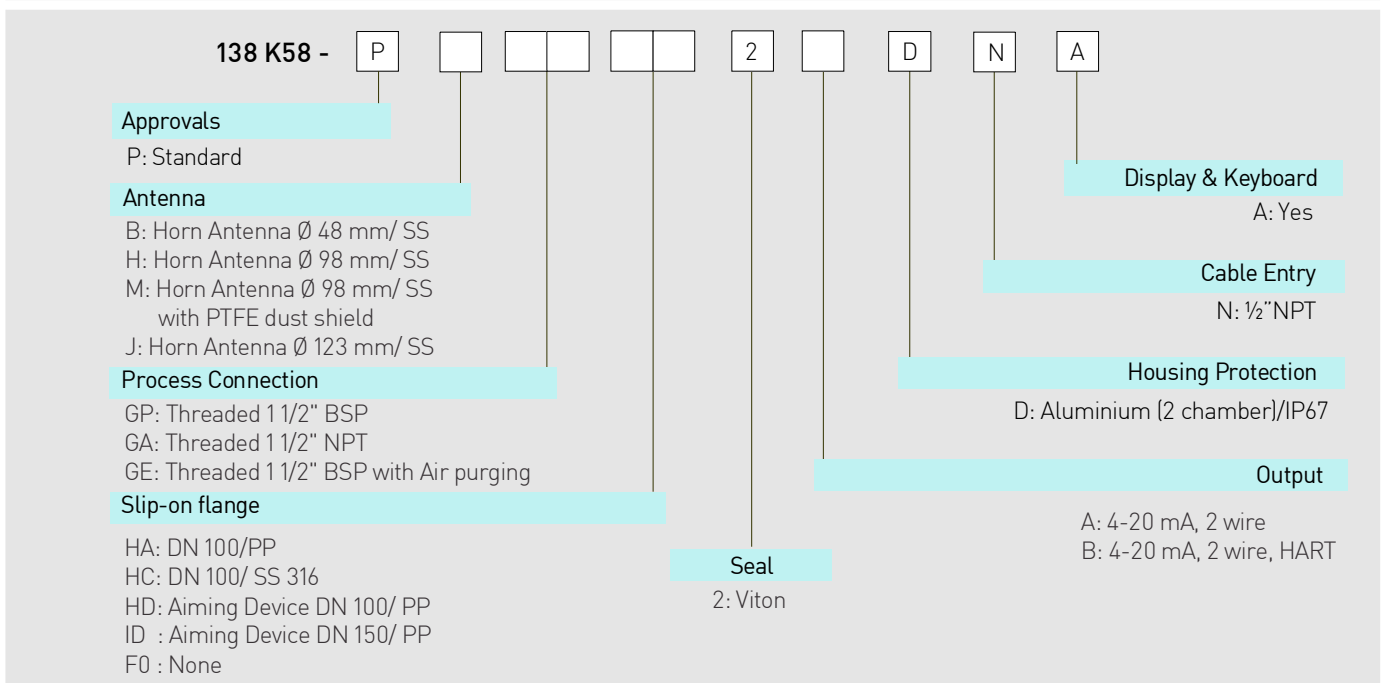 138 K58 - P 2 D N A
Approvals
P: Standard
Antenna
B: Horn Antenna Ø 48 mm/ SS
H: Horn Antenna Ø 98 mm/ SS
M: Horn Antenna Ø 98 mm/ SS
with PTFE dust shield
J: Horn Antenna Ø 123 mm/ SS
Process Connection
GP: Threaded 1 1/2" BSP
GA: Threaded 1 1/2" NPT
GE: Threaded 1 1/2" BSP with Air purging
Slip-on flange
HA: DN 100/PP
HC: DN 100/ SS 316
HD: Aiming Device DN 100/ PP
ID : Aiming Device DN 150/ PP
F0 : None
Seal
2: Viton
Display & Keyboard
A: Yes
Cable Entry
N: ½”NPT
Housing Protection
D: Aluminium (2 chamber)/IP67
Output
A: 4-20 mA, 2 wire
B: 4-20 mA, 2 wire, HART